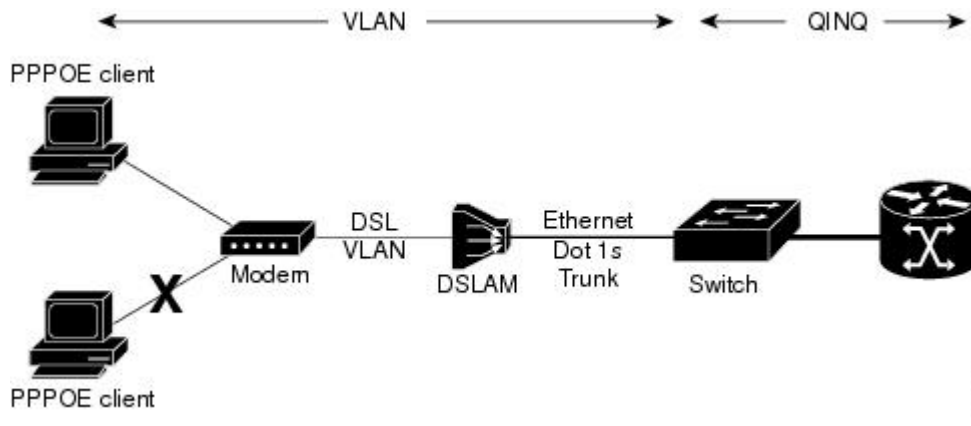 VLAN
QINQ
PPPOE client
DSL
VLAN
Ethernet
Dot 1s
Trunk
Modem
DSLAM
Switch
X
PPPOE client